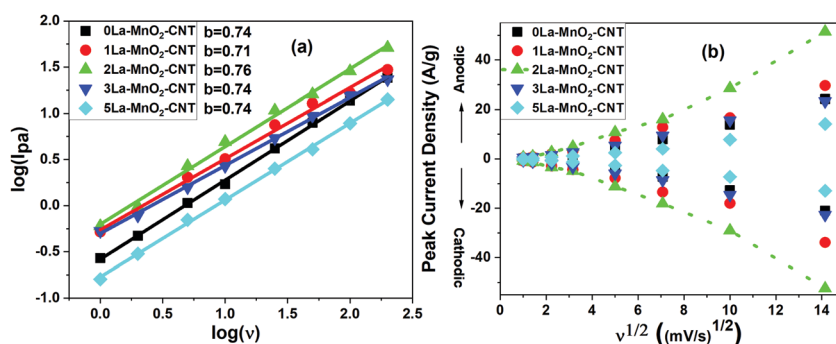 (a)
0La-MnO₂-CNT b=0.74
1La-MnO₂-CNT b=0.71
2La-MnO₂-CNT b=0.76
3La-MnO₂-CNT b=0.74
5La-MnO₂-CNT b=0.74
log(Ipa)
2.0
1.5
1.0
0.5
0.0
-0.5
-1.0
0.0 0.5 1.0 1.5 2.0 2.5
log(ν)
(b)
0La-MnO₂-CNT
1La-MnO₂-CNT
2La-MnO₂-CNT
3La-MnO₂-CNT
5La-MnO₂-CNT
Peak Current Density (A/g)
Cathodic
Anodic
40
20
0
-20
-40
0 2 4 6 8 10 12 14
ν^1/2 ((mV/s)^1/2)